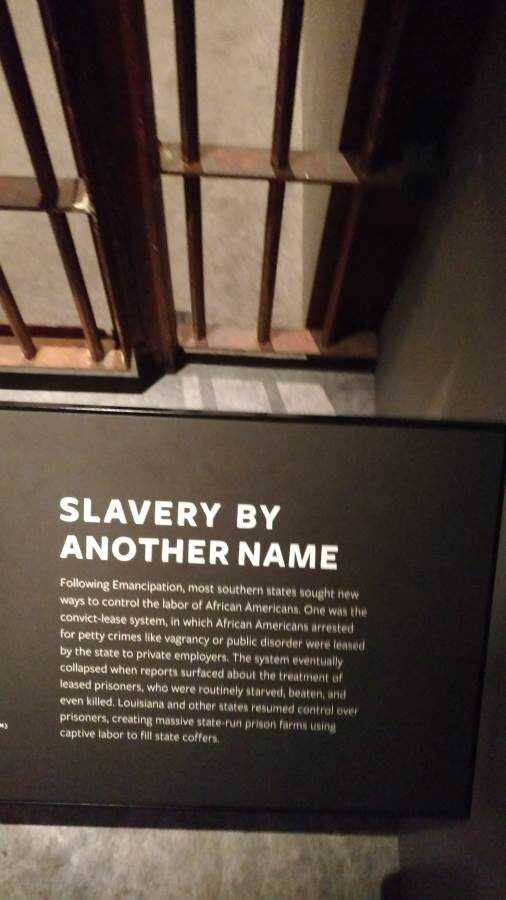 SLAVERY BY
ANOTHER NAME
Following Emancipation, most southern states sought new
ways to control the labor of African Americans. One was the
convict-lease system, in which African Americans arrested
for petty crimes like vagrancy or public disorder were leased
by the state to private employers. The system eventually
collapsed when reports surfaced about the treatment of
leased prisoners, who were routinely starved, beaten, and
even killed. Louisiana and other states resumed control over
prisoners, creating massive state-run prison farms using
captive labor to fill state coffers.